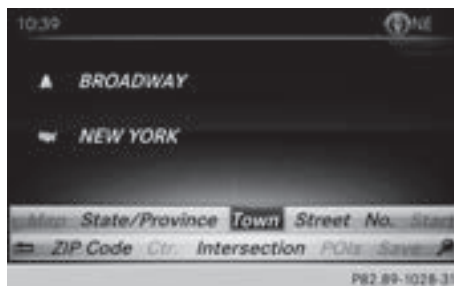 10:39 NE
BROADWAY
NEW YORK
Map State/Province Town Street No. Start
ZIP Code Ctr. Intersection POIs Save
P82.89-1028-31